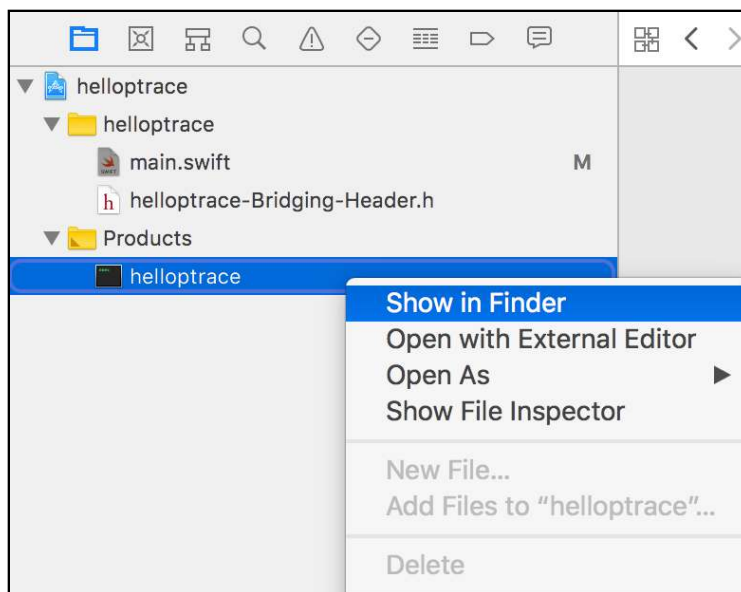 helloptrace
helloptrace
main.swift M
h helloptrace-Bridging-Header.h
Products
helloptrace
Show in Finder
Open with External Editor
Open As
Show File Inspector
New File...
Add Files to “helloptrace”...
Delete